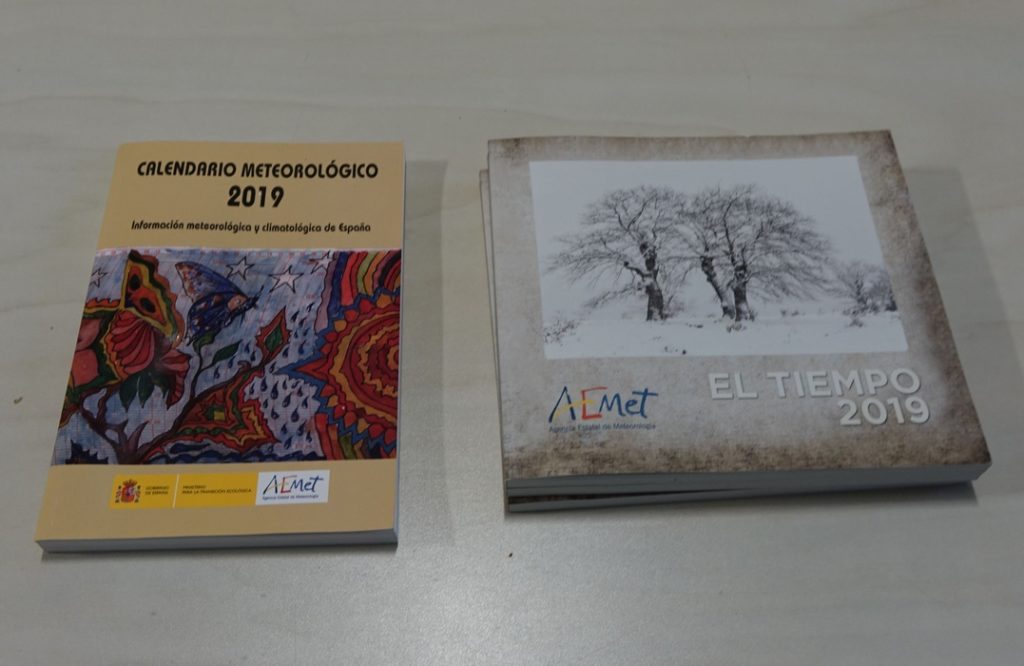 CALENDARIO METEOROLÓGICO
2019
Información meteorológica y climatológica de España
GOBIERNO
DE ESPAÑA
MINISTERIO
PARA LA TRANSICIÓN ECOLÓGICA
AEMet
Agencia Estatal de Meteorología
EL TIEMPO
2019
AEMet
Agencia Estatal de Meteorología